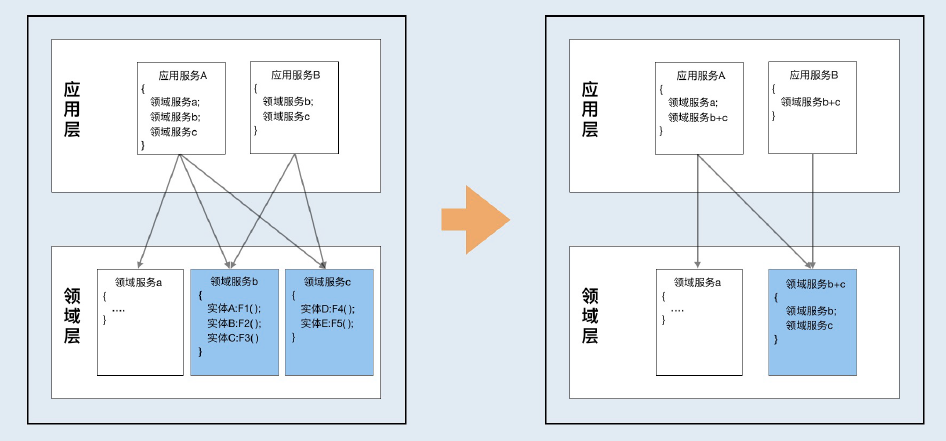 应用层
应用服务A
{
领域服务a;
领域服务b;
领域服务c
}
应用服务B
{
领域服务b;
领域服务c
}
领域层
领域服务a
{
....
}
领域服务b
{
实体A:F1();
实体B:F2();
实体C:F3()
}
领域服务c
{
实体D:F4();
实体E:F5();
}
应用层
应用服务A
{
领域服务a;
领域服务b+c
}
应用服务B
{
领域服务b+c
}
领域层
领域服务a
{
....
}
领域服务b+c
{
领域服务b;
领域服务c
}